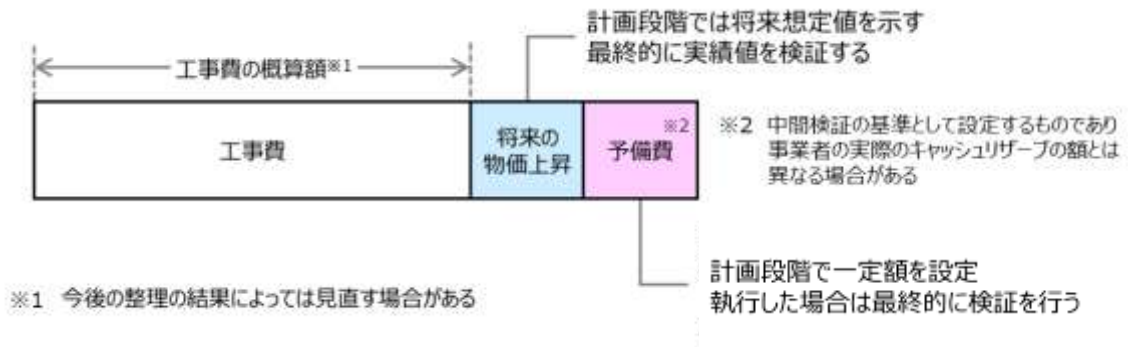 計画段階では将来想定値を示す
最終的に実績値を検証する
工事費の概算額※1
工事費
将来の
物価上昇
※2
予備費
※2 中間検証の基準として設定するものであり
事業者の実際のキャッシュリザーブの額とは
異なる場合がある
計画段階で一定額を設定
執行した場合は最終的に検証を行う
※1 今後の整理の結果によっては見直す場合がある